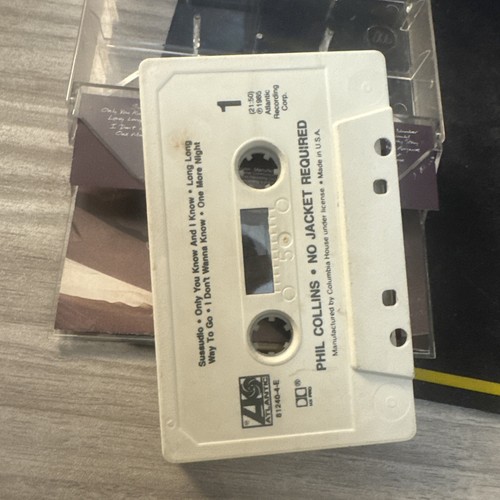 Sussudio • Only You Know And I Know • Long Long
Way To Go • I Don't Wanna Know • One More Night
1
(21:50)
℗1985
Atlantic
Recording
Corp.
50
ATLANTIC
81240-4-E
PHIL COLLINS • NO JACKET REQUIRED
Manufactured by Columbia House under license • Made in U.S.A.